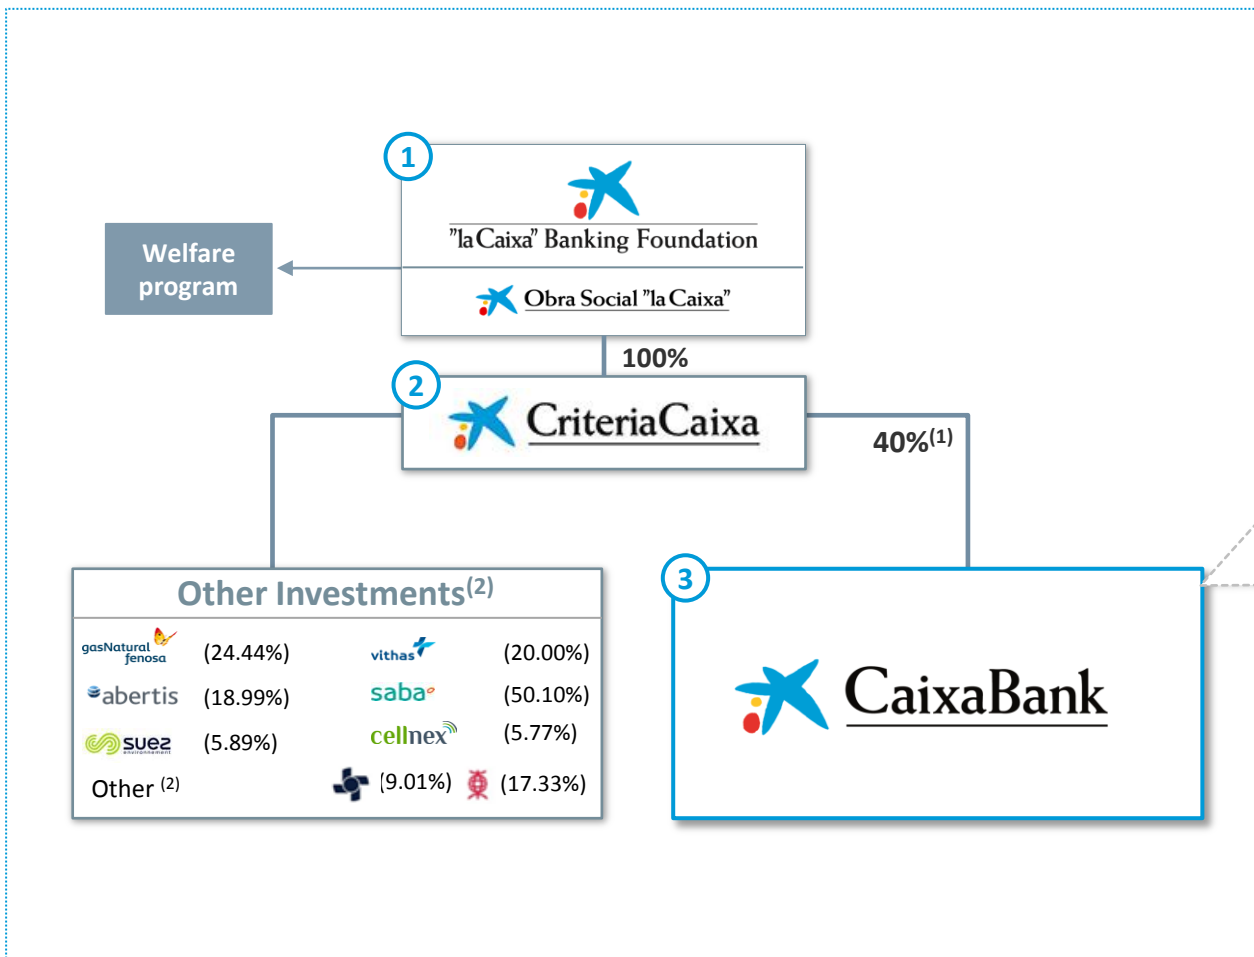 1
"la Caixa" Banking Foundation
Obra Social "la Caixa"
Welfare
program
100%
2
CriteriaCaixa
40%(1)
Other Investments(2)
gasNatural
fenosa
(24.44%)
vithas
(20.00%)
abertis
(18.99%)
saba
(50.10%)
suez
environnement
(5.89%)
cellnex
(5.77%)
Other (2)
(9.01%)
(17.33%)
3
CaixaBank